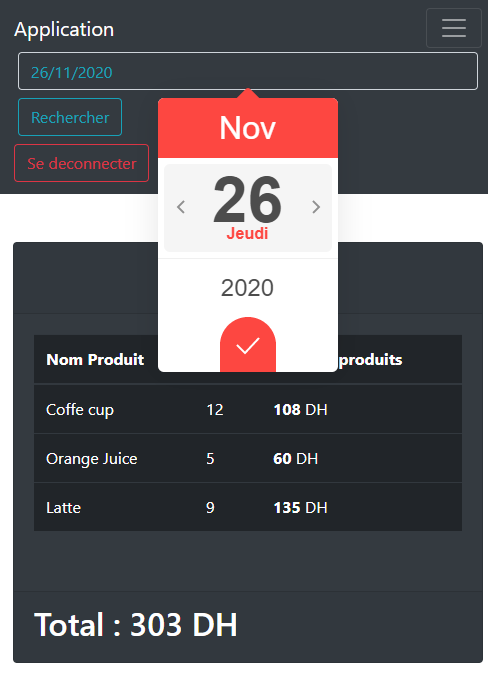 Application
26/11/2020
Rechercher
Se deconnecter
Nov
26
Jeudi
2020
Nom Produit produits
Coffe cup 12 108 DH
Orange Juice 5 60 DH
Latte 9 135 DH
Total : 303 DH